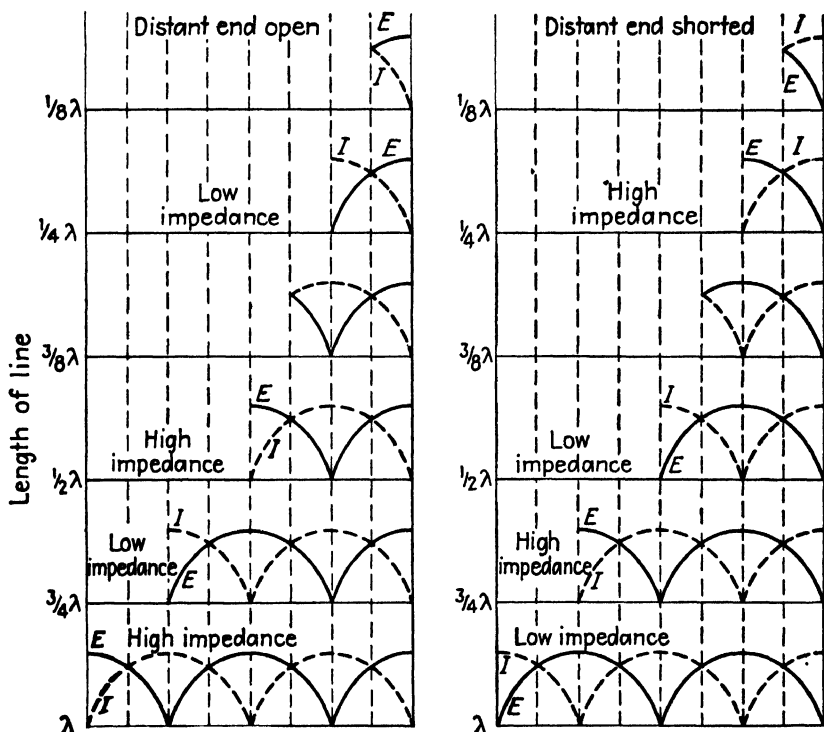 Length of line
Distant end open
E
I
1/8λ
I
E
Low
impedance
1/4λ
3/8λ
E
High
impedance
I
1/2λ
I
Low
impedance
E
3/4λ
E
High impedance
I
λ
Distant end shorted
I
E
1/8λ
E
I
High
impedance
1/4λ
3/8λ
I
Low
impedance
E
1/2λ
E
High
impedance
I
3/4λ
Low impedance
I
E
λ